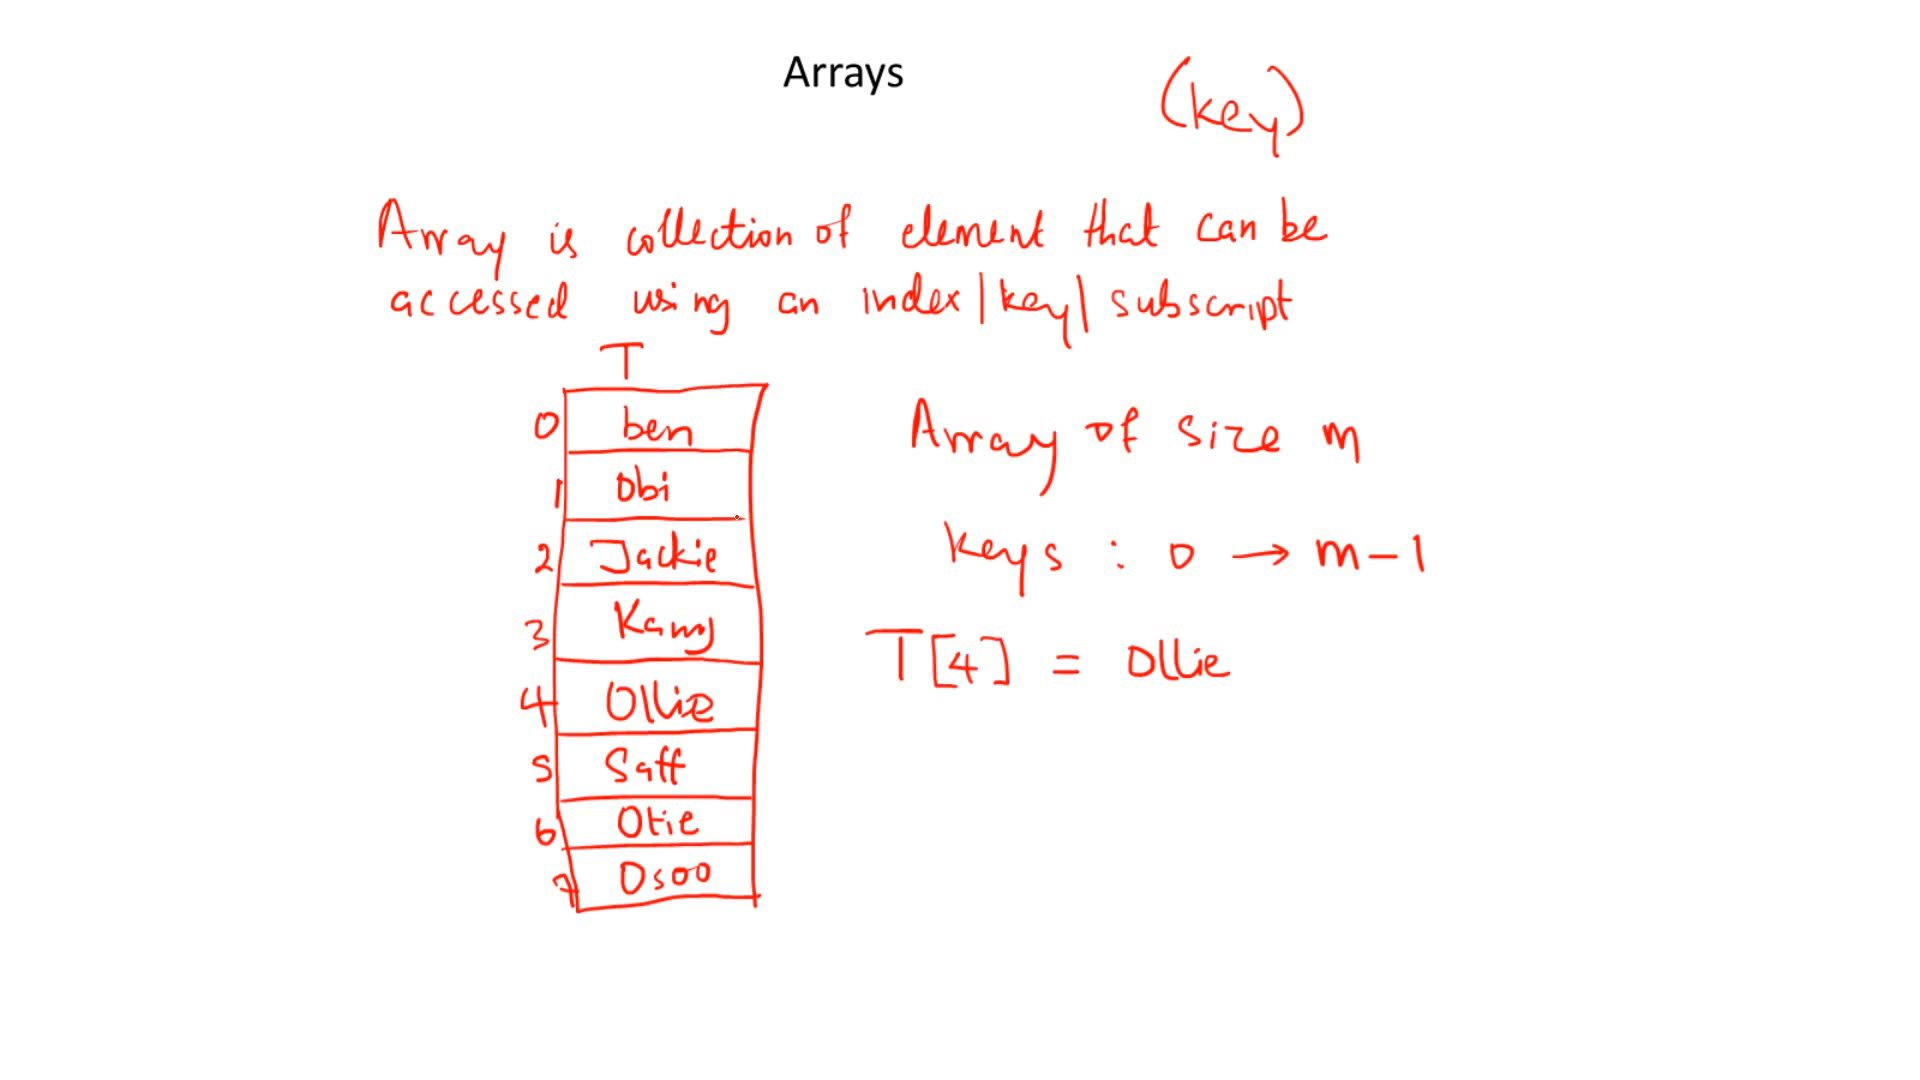 Arrays
(key)
Array is collection of element that can be
accessed using an index|key|subscript
T
0 ben
1 Obi
2 Jackie
3 Kamg
4 Ollie
5 Saff
6 Otie
7 Osoo
Array of size m
keys : 0 → m-1
T[4] = Ollie